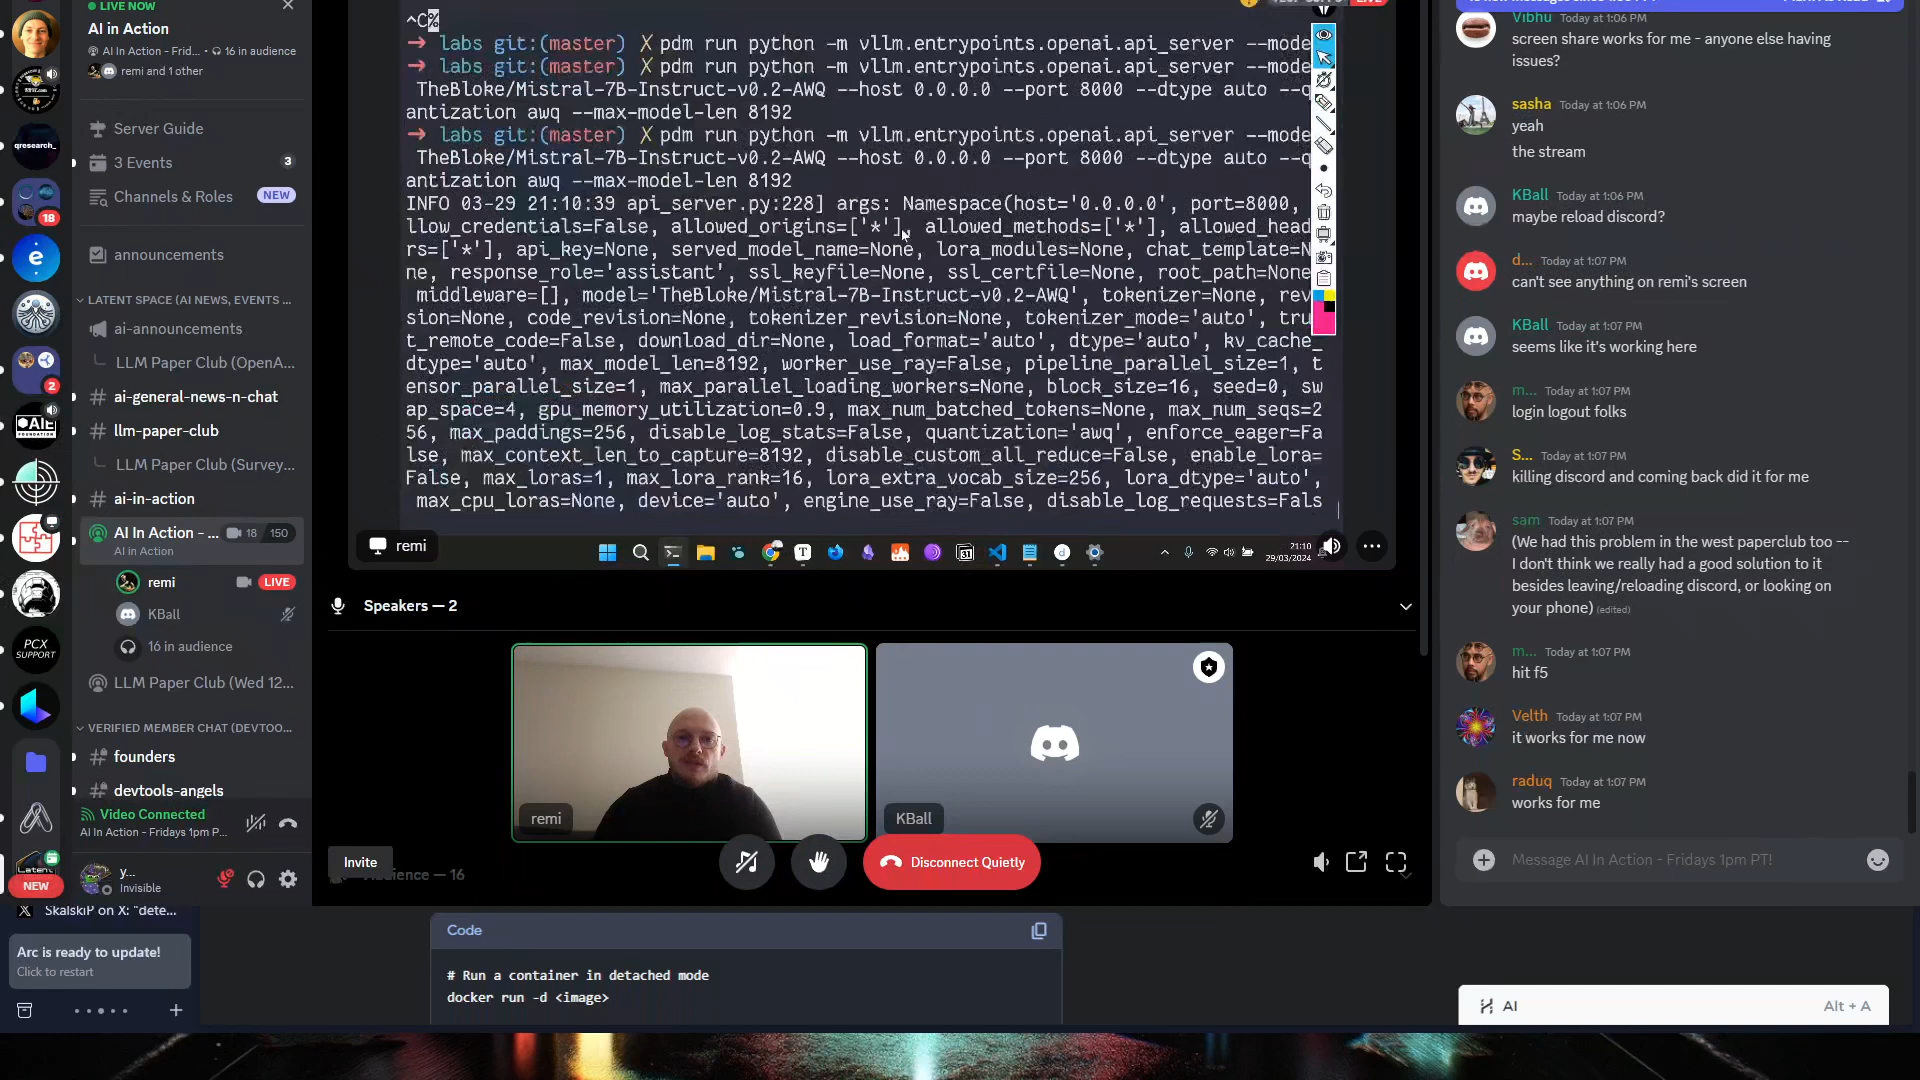 LIVE NOW
AI in Action
AI In Action - Frid... • 16 in audience
remi and 1 other
Server Guide
3 Events
3
Channels & Roles
NEW
announcements
LATENT SPACE (AI NEWS, EVENTS ...
ai-announcements
LLM Paper Club (OpenA...
ai-general-news-n-chat
llm-paper-club
LLM Paper Club (Survey...
ai-in-action
AI In Action - ...
18
150
AI in Action
remi
LIVE
KBall
16 in audience
LLM Paper Club (Wed 12...
VERIFIED MEMBER CHAT (DEVTOO...
founders
devtools-angels
Video Connected
AI In Action - Fridays 1pm P...
y...
Invisible
qresearch_
18
e
2
AIE
FOUNDATION
PCX
SUPPORT
NEW
SkalskiP on X: "dete...
Arc is ready to update!
Click to restart
^C%
→ labs git:(master) X pdm run python -m vllm.entrypoints.openai.api_server --mode
→ labs git:(master) X pdm run python -m vllm.entrypoints.openai.api_server --mode
TheBloke/Mistral-7B-Instruct-v0.2-AWQ --host 0.0.0.0 --port 8000 --dtype auto --q
antization awq --max-model-len 8192
→ labs git:(master) X pdm run python -m vllm.entrypoints.openai.api_server --mode
TheBloke/Mistral-7B-Instruct-v0.2-AWQ --host 0.0.0.0 --port 8000 --dtype auto --q
antization awq --max-model-len 8192
INFO 03-29 21:10:39 api_server.py:228] args: Namespace(host='0.0.0.0', port=8000,
llow_credentials=False, allowed_origins=['*'], allowed_methods=['*'], allowed_head
rs=['*'], api_key=None, served_model_name=None, lora_modules=None, chat_template=N
ne, response_role='assistant', ssl_keyfile=None, ssl_certfile=None, root_path=None
middleware=[], model='TheBloke/Mistral-7B-Instruct-v0.2-AWQ', tokenizer=None, rev
sion=None, code_revision=None, tokenizer_revision=None, tokenizer_mode='auto', tru
t_remote_code=False, download_dir=None, load_format='auto', dtype='auto', kv_cache_
dtype='auto', max_model_len=8192, worker_use_ray=False, pipeline_parallel_size=1, t
ensor_parallel_size=1, max_parallel_loading_workers=None, block_size=16, seed=0, sw
ap_space=4, gpu_memory_utilization=0.9, max_num_batched_tokens=None, max_num_seqs=2
56, max_paddings=256, disable_log_stats=False, quantization='awq', enforce_eager=Fa
lse, max_context_len_to_capture=8192, disable_custom_all_reduce=False, enable_lora=
False, max_loras=1, max_lora_rank=16, lora_extra_vocab_size=256, lora_dtype='auto',
max_cpu_loras=None, device='auto', engine_use_ray=False, disable_log_requests=Fals
remi
21:10
29/03/2024
Speakers — 2
remi
KBall
Invite
Disconnect Quietly
Audience — 16
Code
# Run a container in detached mode
docker run -d <image>
Vibhu Today at 1:06 PM
screen share works for me - anyone else having
issues?
sasha Today at 1:06 PM
yeah
the stream
KBall Today at 1:06 PM
maybe reload discord?
d... Today at 1:07 PM
can't see anything on remi's screen
KBall Today at 1:07 PM
seems like it's working here
m... Today at 1:07 PM
login logout folks
S... Today at 1:07 PM
killing discord and coming back did it for me
sam Today at 1:07 PM
(We had this problem in the west paperclub too --
I don't think we really had a good solution to it
besides leaving/reloading discord, or looking on
your phone) (edited)
m... Today at 1:07 PM
hit f5
Velth Today at 1:07 PM
it works for me now
raduq Today at 1:07 PM
works for me
Message AI In Action - Fridays 1pm PT!
AI
Alt + A